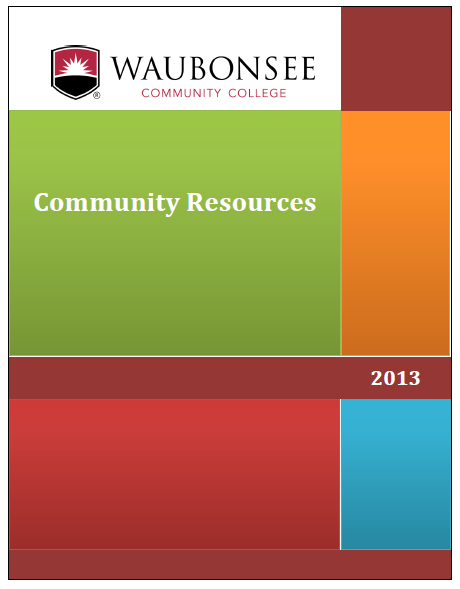 WAUBONSEE
COMMUNITY COLLEGE
®
Community Resources
2013